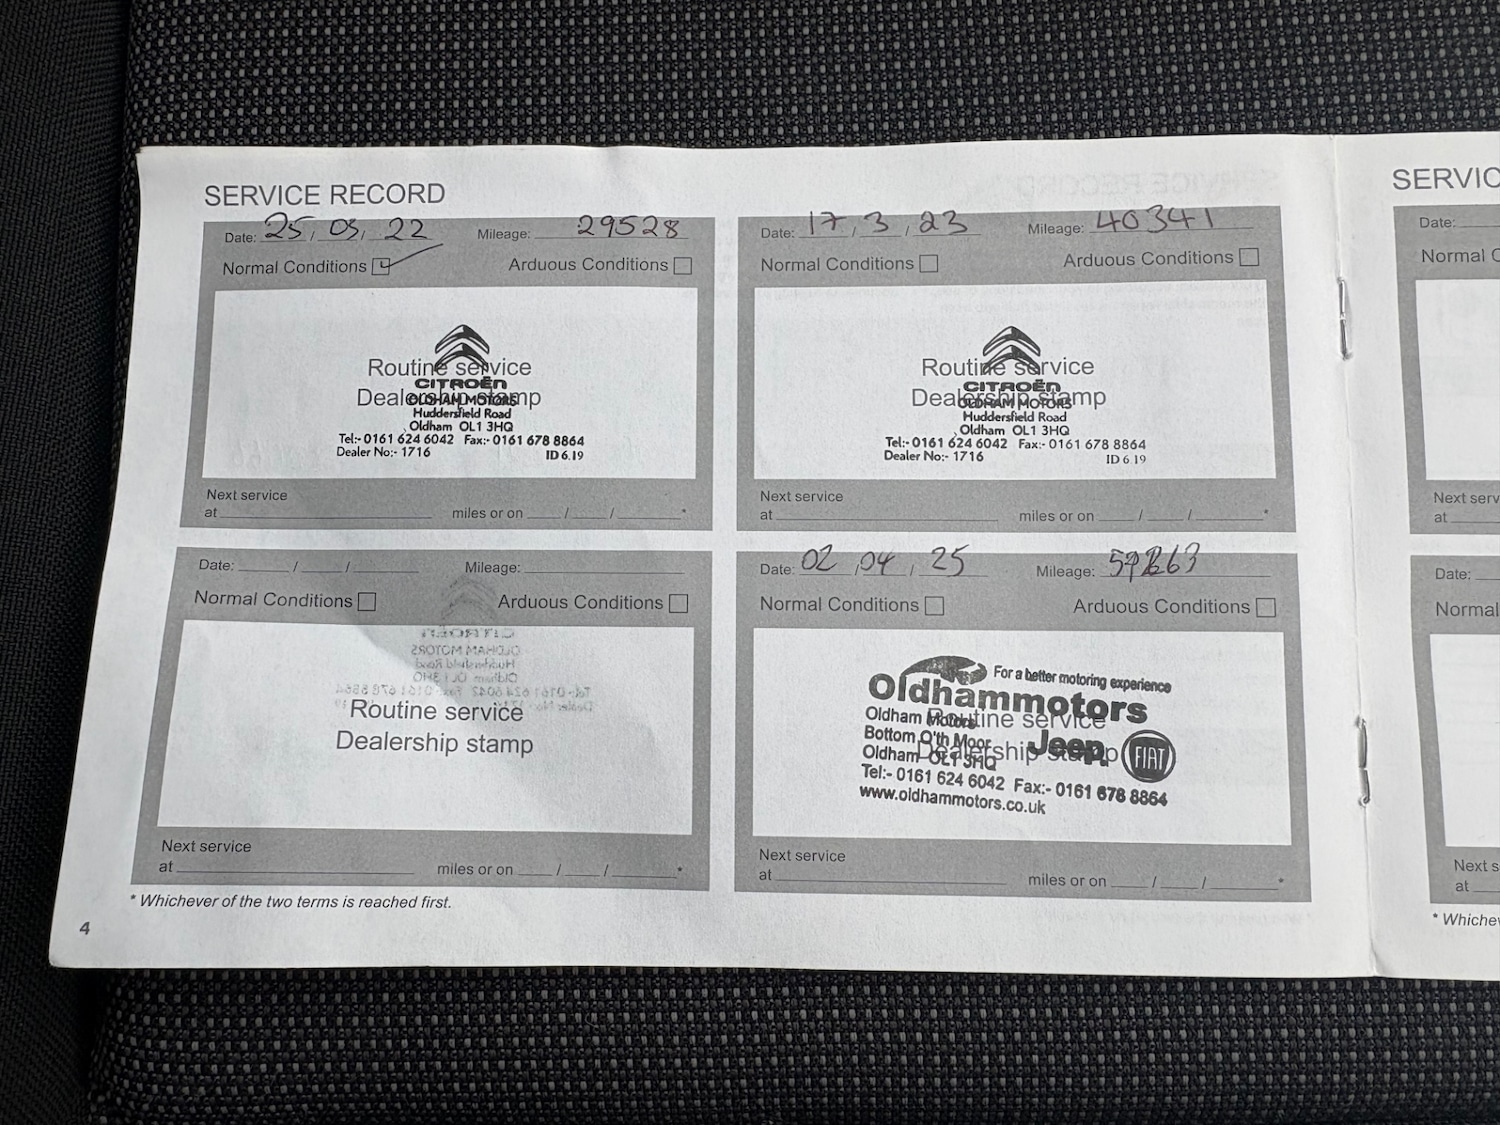 SERVICE RECORD
Date: 25 / 03 / 22 Mileage: 29528
Normal Conditions Arduous Conditions
Routine service
Dealership stamp
CITROËN
OLDHAM MOTORS
Huddersfield Road
Oldham OL1 3HQ
Tel:- 0161 624 6042 Fax:- 0161 678 8864
Dealer No:- 1716 ID 6.19
Next service
at miles or on / / *
Date: 17 / 3 / 23 Mileage: 40341
Normal Conditions Arduous Conditions
Routine service
Dealership stamp
CITROËN
OLDHAM MOTORS
Huddersfield Road
Oldham OL1 3HQ
Tel:- 0161 624 6042 Fax:- 0161 678 8864
Dealer No:- 1716 ID 6.19
Next service
at miles or on / / *
Date: / / Mileage:
Normal Conditions Arduous Conditions
Routine service
Dealership stamp
Next service
at miles or on / / *
Date: 02 / 04 / 25 Mileage:
Normal Conditions Arduous Conditions
For a better motoring experience
Oldhammotors
Routine service
Dealership stamp
Oldham Motors
Bottom O'th Moor
Oldham OL1 3HQ
Jeep FIAT
Tel:- 0161 624 6042 Fax:- 0161 678 8864
www.oldhammotors.co.uk
Next service
at miles or on / / *
* Whichever of the two terms is reached first.
4
SERVIC
Date:
Normal C
Next serv
at
Date:
Normal
Next s
at
* Whichev